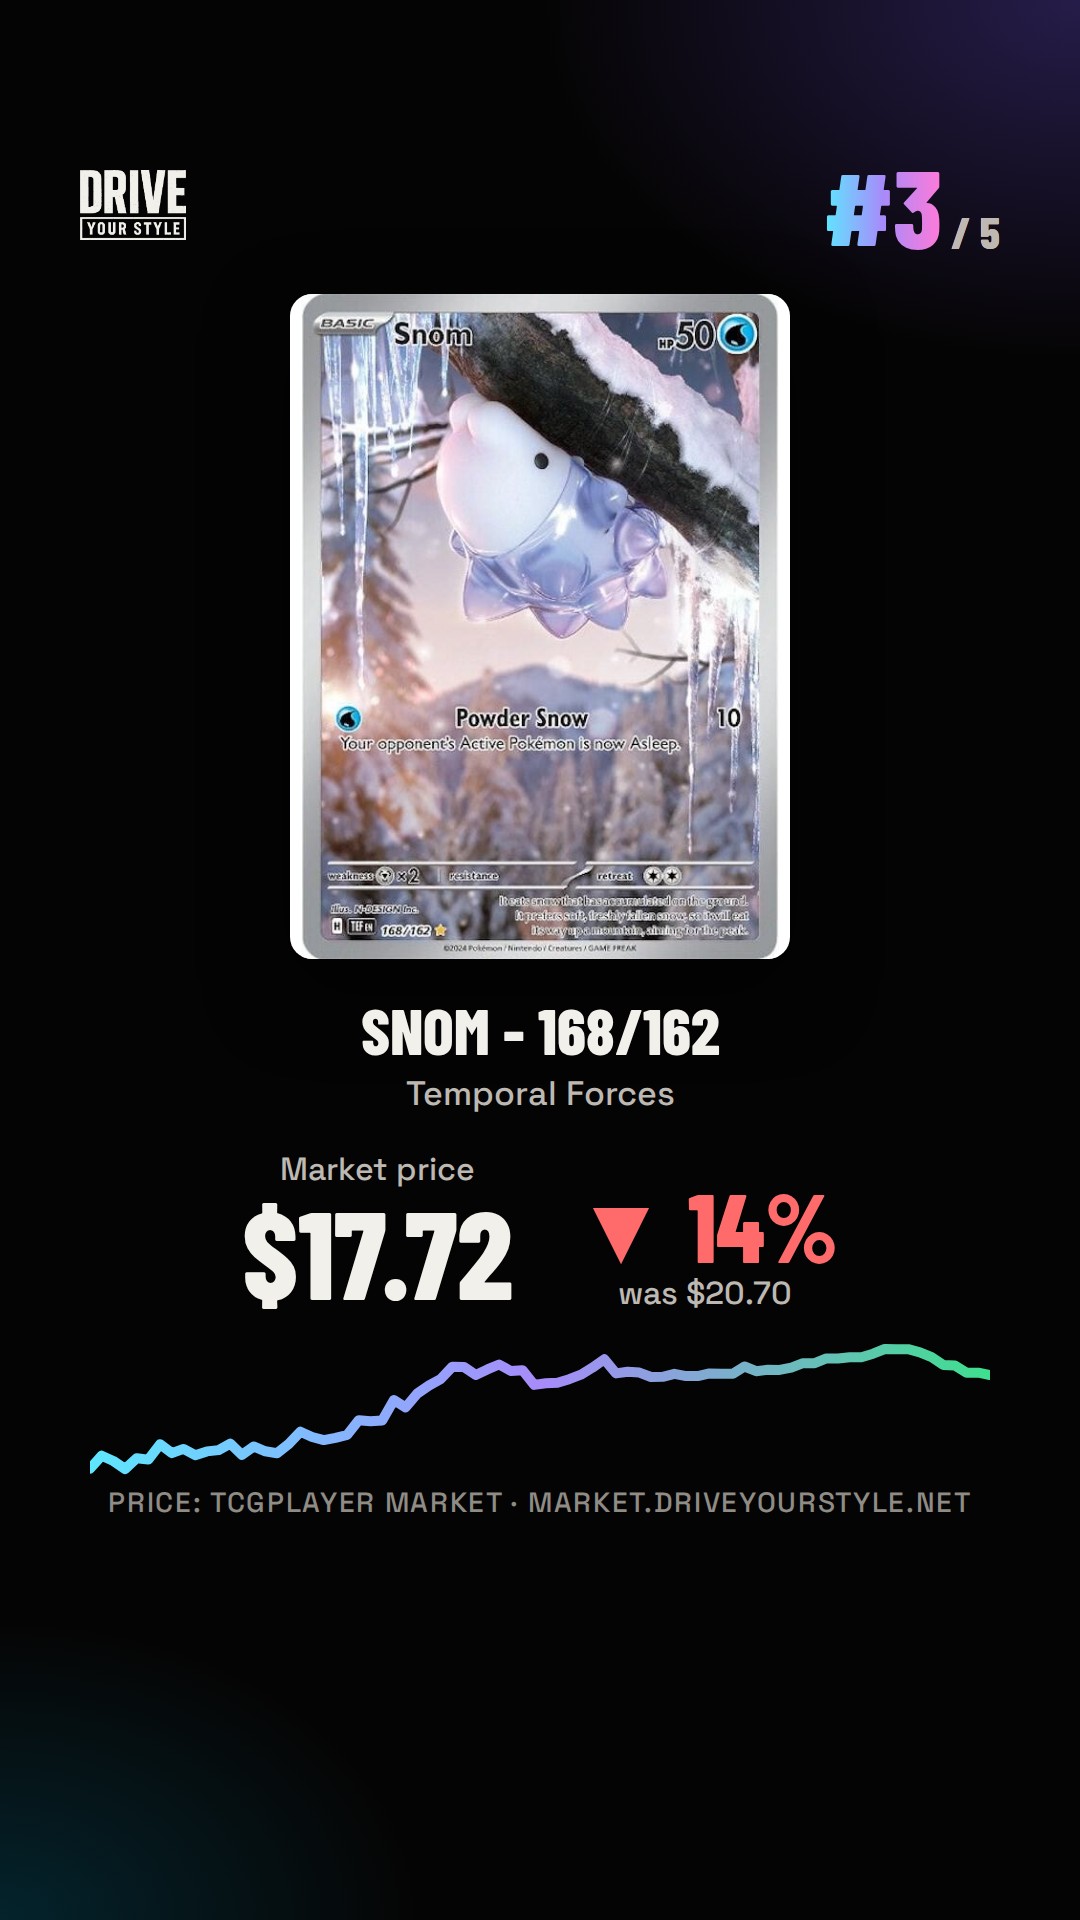 DRIVE
YOUR STYLE
#3 / 5
BASIC
Snom
HP 50
Powder Snow 10
Your opponent's Active Pokémon is now Asleep.
weakness ×2 resistance retreat
Illus. N-DESIGN Inc.
It eats snow that has accumulated on the ground.
It prefers soft, freshly fallen snow, so it will eat
its way up a mountain, aiming for the peak.
H TEF EN 168/162
©2024 Pokémon / Nintendo / Creatures / GAME FREAK
SNOM - 168/162
Temporal Forces
Market price
$17.72
▼ 14%
was $20.70
PRICE: TCGPLAYER MARKET · MARKET.DRIVEYOURSTYLE.NET